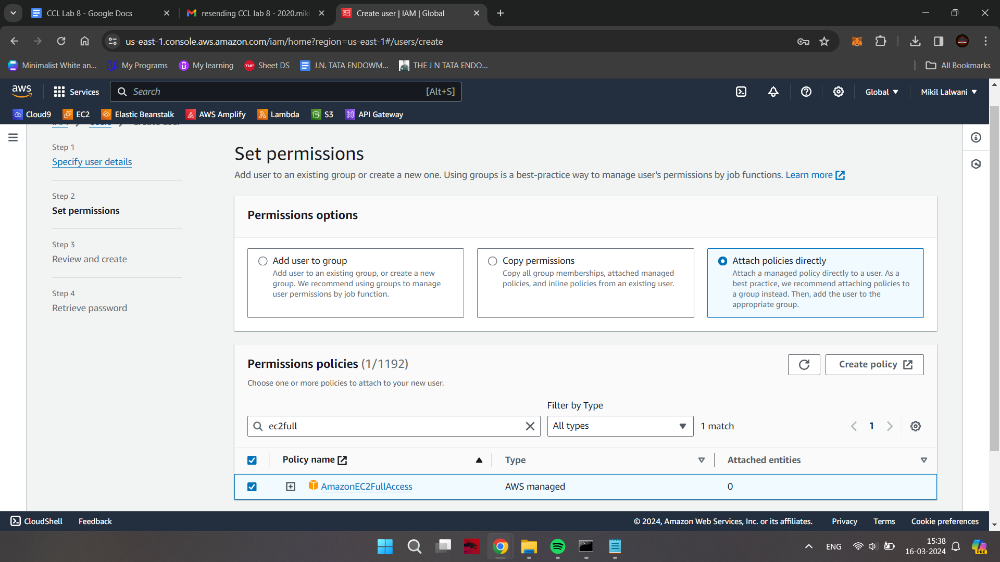 CCL Lab 8 - Google Docs
resending CCL lab 8 - 2020.miki
Create user | IAM | Global
us-east-1.console.aws.amazon.com/iam/home?region=us-east-1#/users/create
Minimalist White an...
My Programs
My learning
TUP
Sheet DS
J.N. TATA ENDOWM...
THE J N TATA ENDO...
All Bookmarks
aws
Services
Search
[Alt+S]
Global
Mikil Lalwani
Cloud9
EC2
Elastic Beanstalk
AWS Amplify
Lambda
S3
API Gateway
IAM
Users
Create user
Step 1
Specify user details
Step 2
Set permissions
Step 3
Review and create
Step 4
Retrieve password
Set permissions
Add user to an existing group or create a new one. Using groups is a best-practice way to manage user's permissions by job functions. Learn more
Permissions options
Add user to group
Add user to an existing group, or create a new
group. We recommend using groups to manage
user permissions by job function.
Copy permissions
Copy all group memberships, attached managed
policies, and inline policies from an existing user.
Attach policies directly
Attach a managed policy directly to a user. As a
best practice, we recommend attaching policies to
a group instead. Then, add the user to the
appropriate group.
Permissions policies (1/1192)
Create policy
Choose one or more policies to attach to your new user.
Filter by Type
ec2full
All types
1 match
1
Policy name
Type
Attached entities
AmazonEC2FullAccess
AWS managed
0
CloudShell
Feedback
© 2024, Amazon Web Services, Inc. or its affiliates.
Privacy
Terms
Cookie preferences
ENG
15:38
16-03-2024
PRE